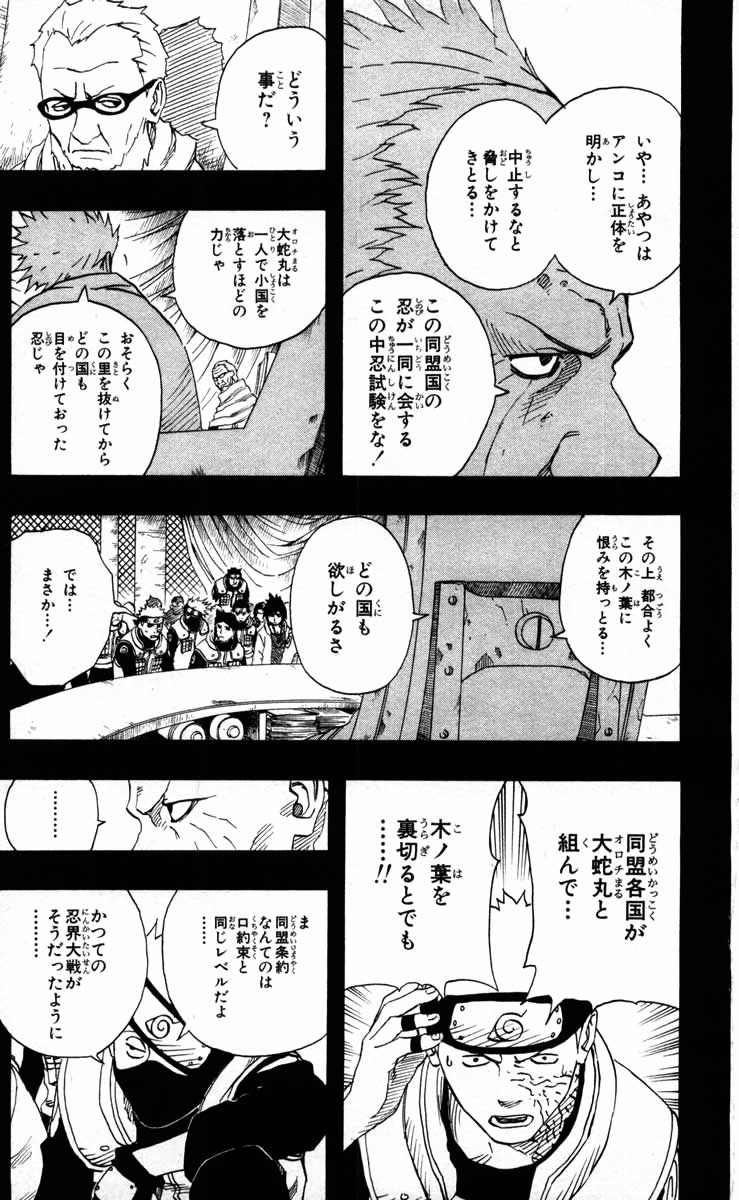 いや…あやつは
アンコに正体を
明かし…
中止するなと
脅しをかけて
きとる…
この同盟国の
忍が一同に会する
この中忍試験をな!
どういう
事だ?
大蛇丸は
一人で小国を
落とすほどの
力じゃ
おそらく
この里を抜けてから
どの国も
目を付けておった
忍じゃ
その上 都合よく
この木ノ葉に
恨みを持っとる…
どの国も
欲しがるさ
では…
まさか…!
同盟各国が
大蛇丸と
組んで…
木ノ葉を
裏切るとでも
……!!
………
ま
同盟条約
なんてのは
口約束と
同じレベルだよ
かつての
忍界大戦が
そうだったように
………